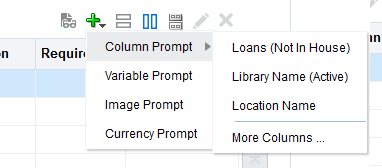 on
Require
Column Prompt
Variable Prompt
Image Prompt
Currency Prompt
Loans (Not In House)
Library Name (Active)
Location Name
More Columns ...